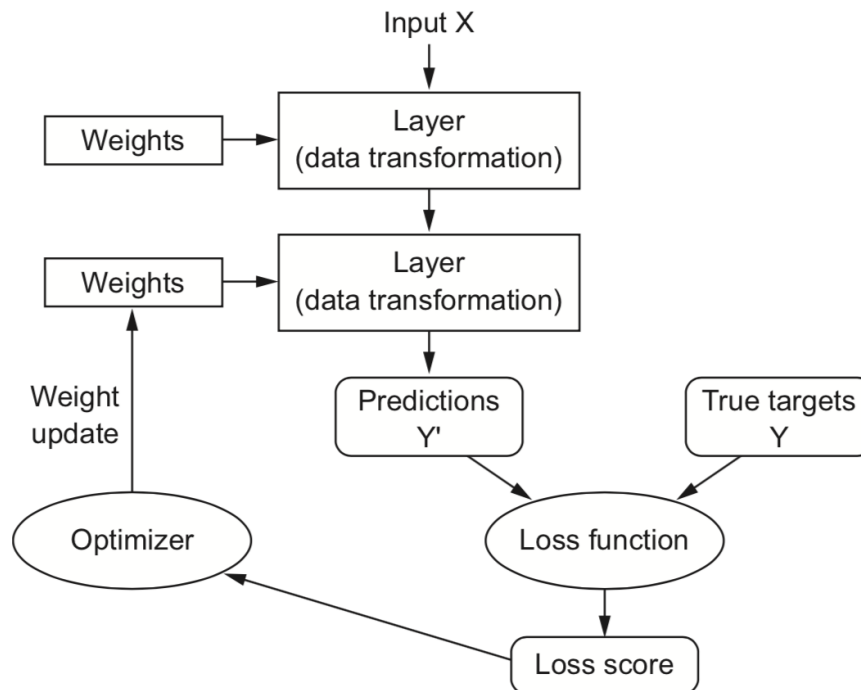 Input X
Weights
Layer
(data transformation)
Weights
Layer
(data transformation)
Weight
update
Predictions
Y'
True targets
Y
Optimizer
Loss function
Loss score